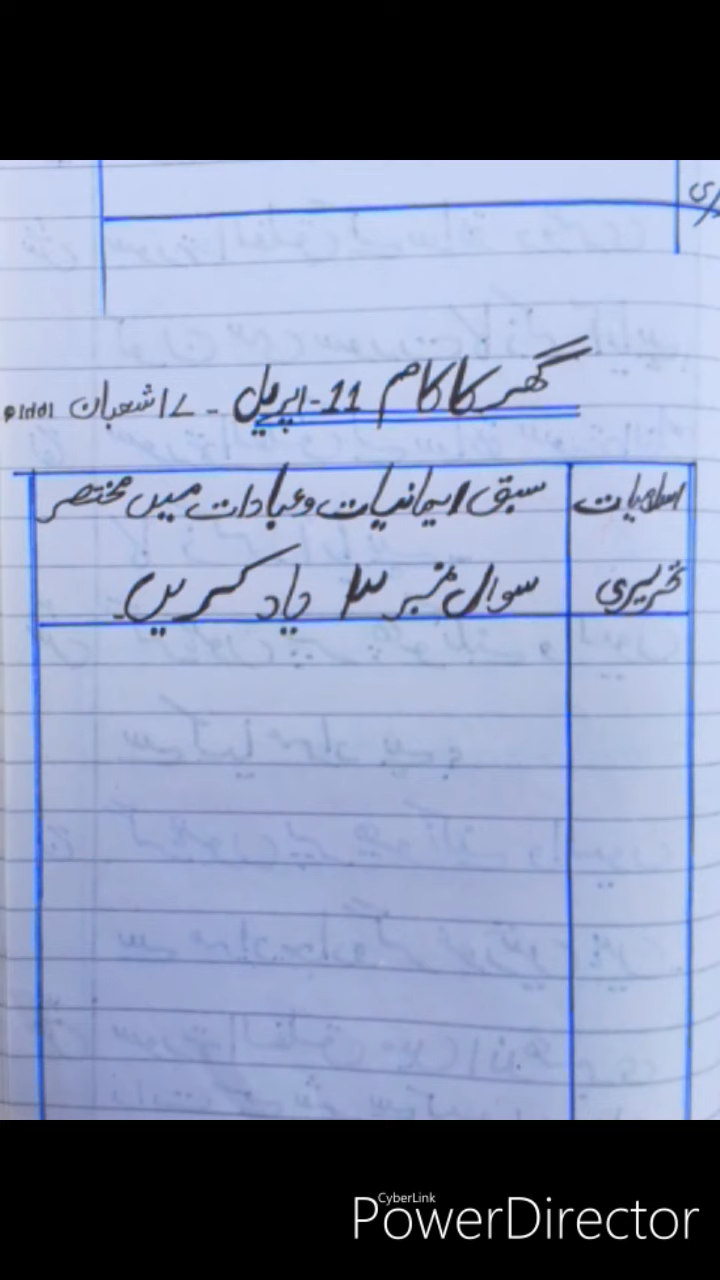 گھر کا کام 11-اپریل - ۱۷شعبان ۱۴۴۱ھ
اسلامیات سبق ایمانیات وعبادات میں مختصر
تحریری سوال نمبر ۳ یاد کریں۔
CyberLink
PowerDirector